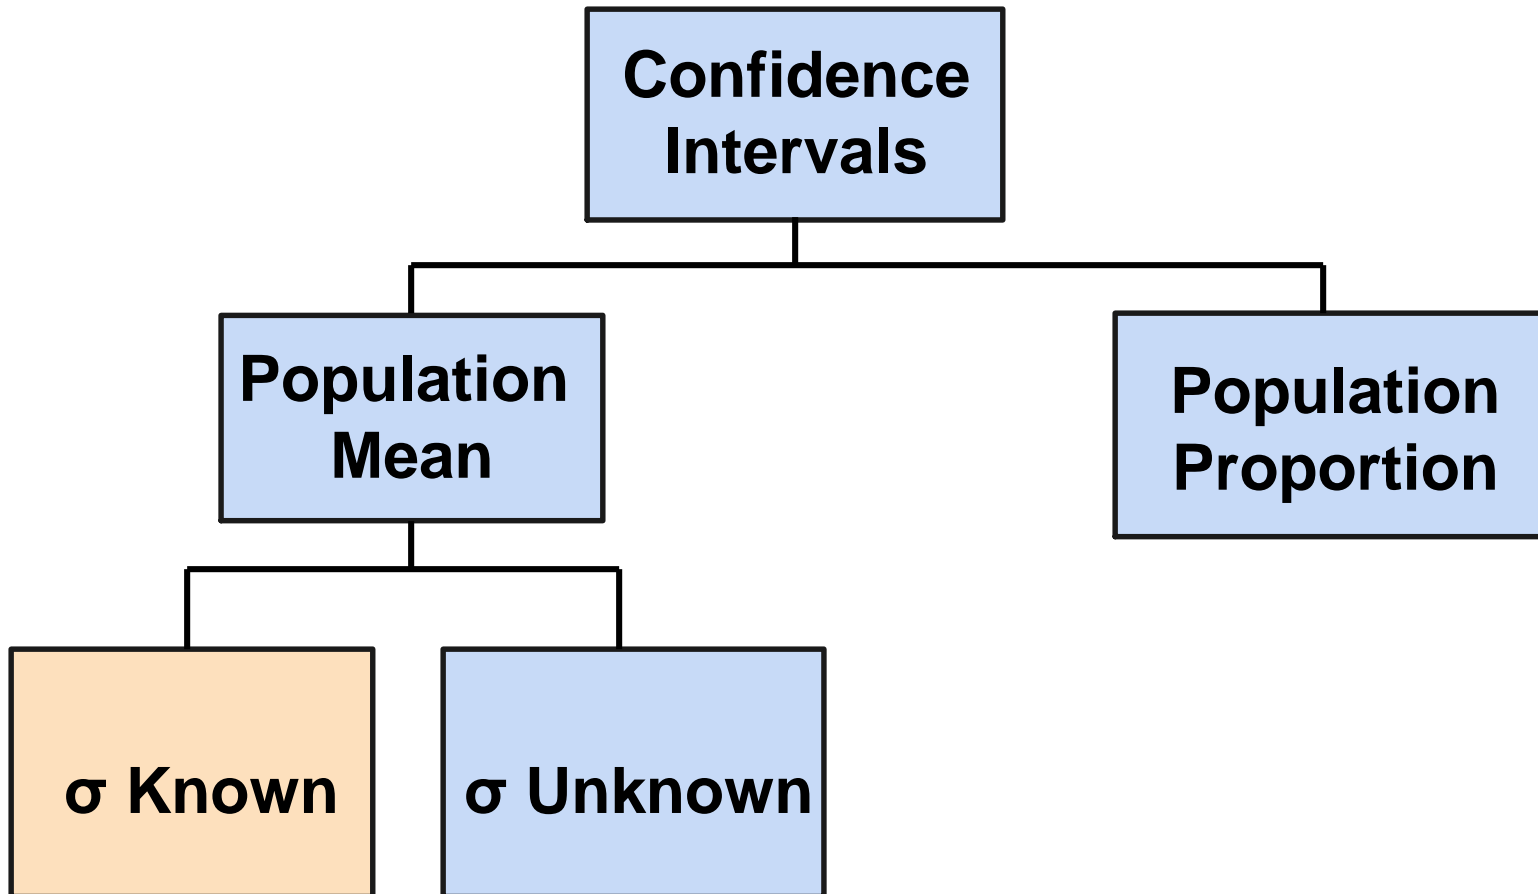 Confidence
Intervals
Population
Mean
Population
Proportion
σ Known
σ Unknown